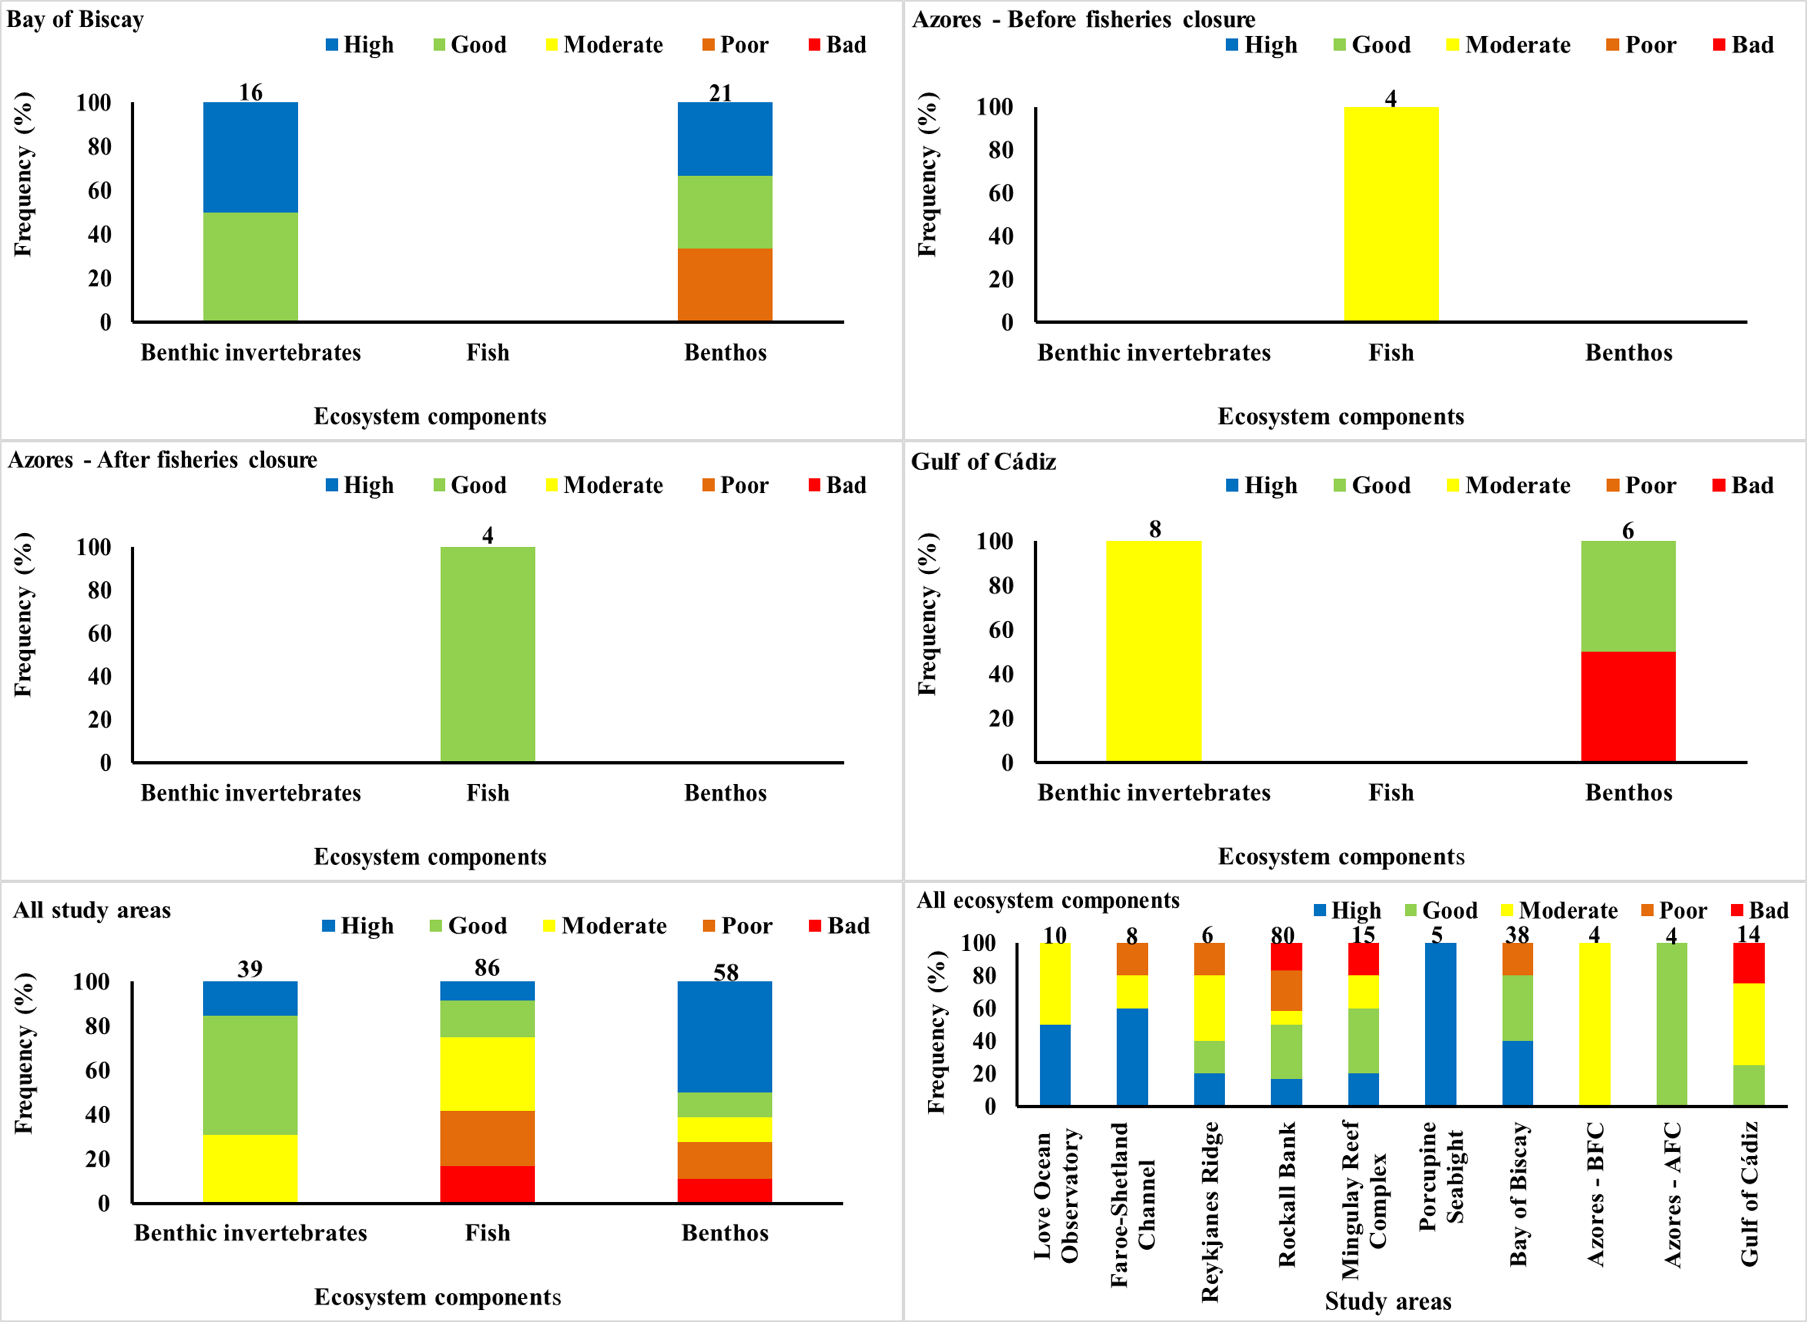 Bay of Biscay
High Good Moderate Poor Bad
16 21
Frequency (%)
100
80
60
40
20
0
Benthic invertebrates Fish Benthos
Ecosystem components
Azores - Before fisheries closure
High Good Moderate Poor Bad
4
Frequency (%)
100
80
60
40
20
0
Benthic invertebrates Fish Benthos
Ecosystem components
Azores - After fisheries closure
High Good Moderate Poor Bad
4
Frequency (%)
100
80
60
40
20
0
Benthic invertebrates Fish Benthos
Ecosystem components
Gulf of Cádiz
High Good Moderate Poor Bad
8 6
Frequency (%)
100
80
60
40
20
0
Benthic invertebrates Fish Benthos
Ecosystem components
All study areas
High Good Moderate Poor Bad
39 86 58
Frequency (%)
100
80
60
40
20
0
Benthic invertebrates Fish Benthos
Ecosystem components
All ecosystem components
High Good Moderate Poor Bad
10 8 6 80 15 5 38 4 4 14
Frequency (%)
100
80
60
40
20
0
Love Ocean
Observatory
Faroe-Shetland
Channel
Reykjanes Ridge
Rockall Bank
Mingulay Reef
Complex
Porcupine
Seabight
Bay of Biscay
Azores - BFC
Azores - AFC
Gulf of Cádiz
Study areas